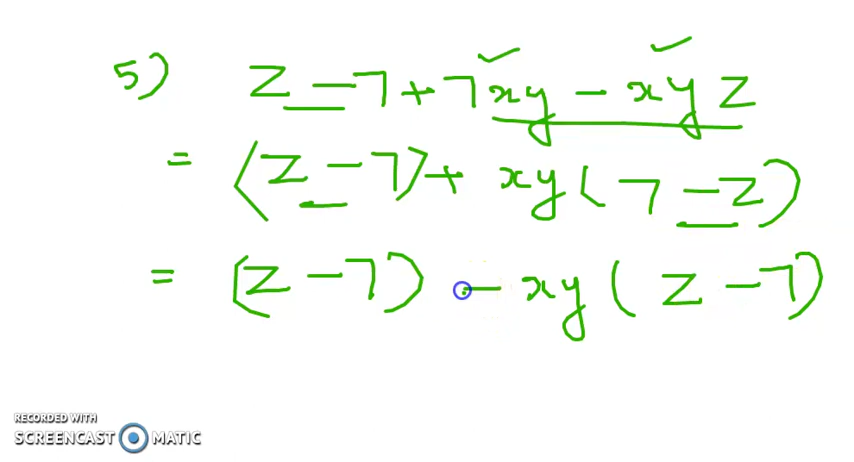 5) z - 7 + 7xy - xyz
= (z - 7) + xy(7 - z)
= (z - 7) - xy(z - 7)
RECORDED WITH
SCREENCAST MATIC